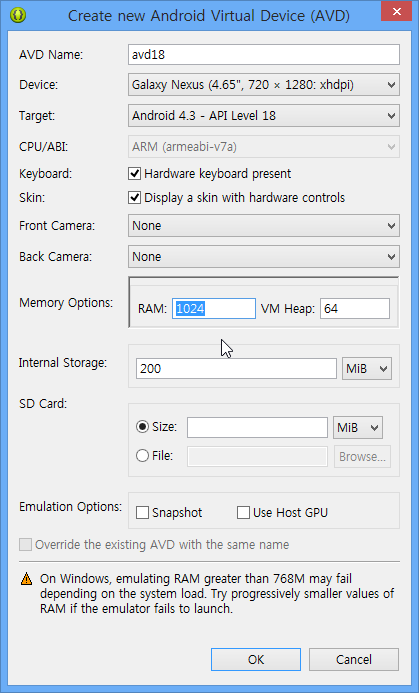 Create new Android Virtual Device (AVD)
AVD Name: avd18
Device: Galaxy Nexus (4.65", 720 × 1280: xhdpi)
Target: Android 4.3 - API Level 18
CPU/ABI: ARM (armeabi-v7a)
Keyboard: Hardware keyboard present
Skin: Display a skin with hardware controls
Front Camera: None
Back Camera: None
Memory Options: RAM: 1024 VM Heap: 64
Internal Storage: 200 MiB
SD Card:
Size: MiB
File: Browse...
Emulation Options: Snapshot Use Host GPU
Override the existing AVD with the same name
On Windows, emulating RAM greater than 768M may fail
depending on the system load. Try progressively smaller values
of RAM if the emulator fails to launch.
OK Cancel